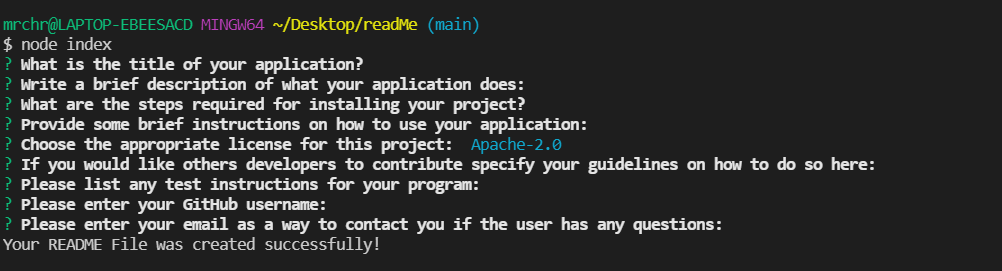 mrchr@LAPTOP-EBEESACD MINGW64 ~/Desktop/readMe (main)
$ node index
? What is the title of your application?
? Write a brief description of what your application does:
? What are the steps required for installing your project?
? Provide some brief instructions on how to use your application:
? Choose the appropriate license for this project:  Apache-2.0
? If you would like others developers to contribute specify your guidelines on how to do so here:
? Please list any test instructions for your program:
? Please enter your GitHub username:
? Please enter your email as a way to contact you if the user has any questions:
Your README File was created successfully!